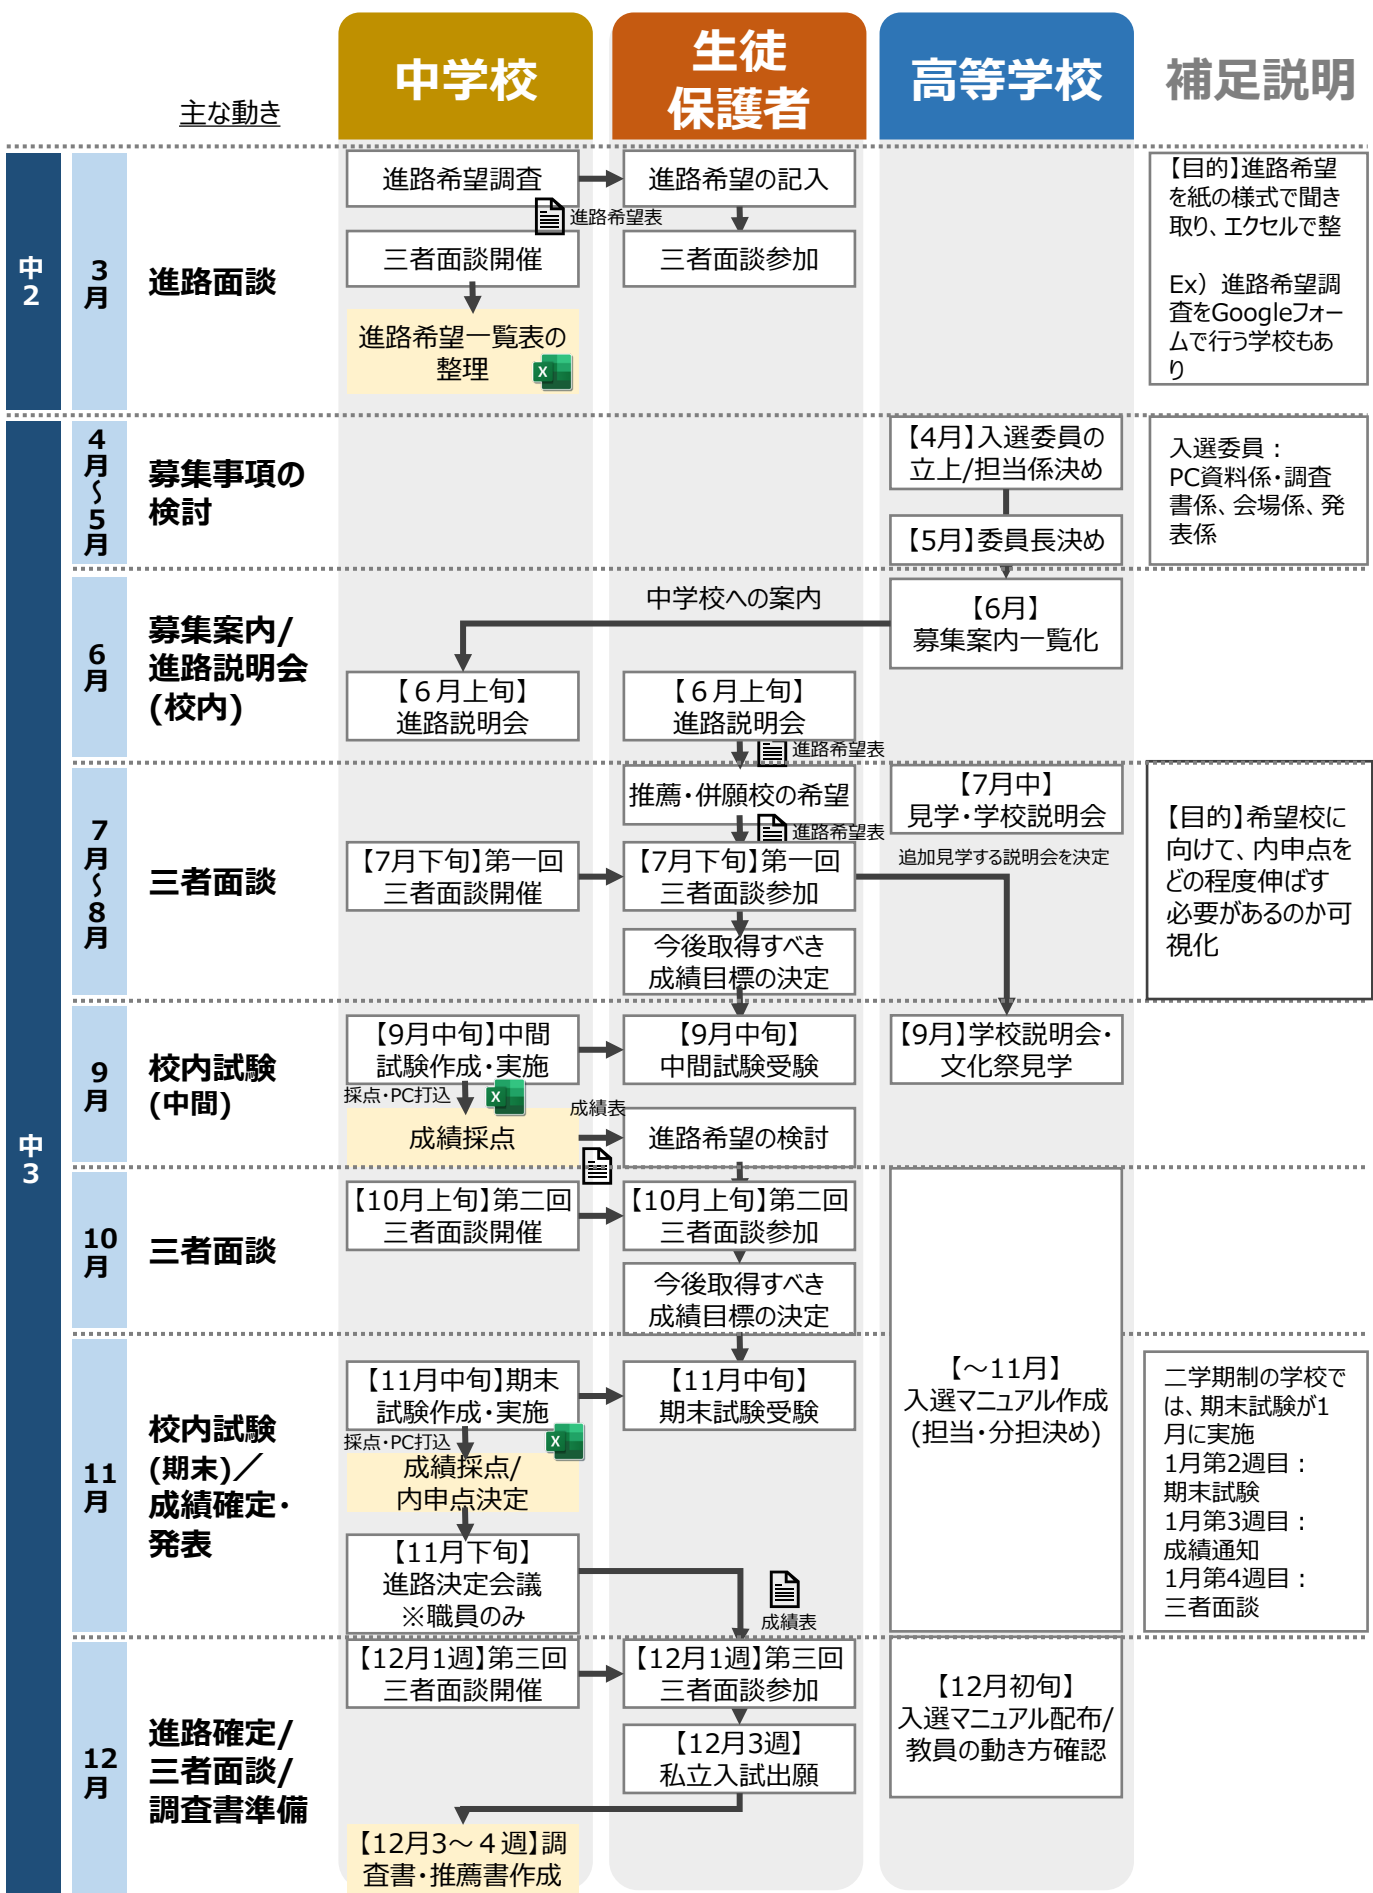 主な動き
中学校
生徒
保護者
高等学校
補足説明
中
2
3
月
進路面談
進路希望調査
進路希望の記入
進路希望表
三者面談開催
三者面談参加
進路希望一覧表の
整理
X
【目的】進路希望
を紙の様式で聞き
取り、エクセルで整
Ex）進路希望調
査をGoogleフォー
ムで行う学校もあ
り
中
3
4
月
～
5
月
募集事項の
検討
【4月】入選委員の
立上/担当係決め
【5月】委員長決め
入選委員：
PC資料係・調査
書係、会場係、発
表係
6
月
募集案内/
進路説明会
(校内)
中学校への案内
【6月】
募集案内一覧化
【６月上旬】
進路説明会
【６月上旬】
進路説明会
進路希望表
7
月
～
8
月
三者面談
推薦・併願校の希望
進路希望表
【7月中】
見学・学校説明会
追加見学する説明会を決定
【7月下旬】第一回
三者面談開催
【7月下旬】第一回
三者面談参加
今後取得すべき
成績目標の決定
【目的】希望校に
向けて、内申点を
どの程度伸ばす
必要があるのか可
視化
9
月
校内試験
(中間)
【9月中旬】中間
試験作成・実施
【9月中旬】
中間試験受験
【9月】学校説明会・
文化祭見学
採点・PC打込
X
成績表
成績採点
進路希望の検討
10
月
三者面談
【10月上旬】第二回
三者面談開催
【10月上旬】第二回
三者面談参加
今後取得すべき
成績目標の決定
【～11月】
入選マニュアル作成
(担当・分担決め)
11
月
校内試験
(期末)／
成績確定・
発表
【11月中旬】期末
試験作成・実施
【11月中旬】
期末試験受験
採点・PC打込
X
成績採点/
内申点決定
【11月下旬】
進路決定会議
※職員のみ
成績表
二学期制の学校で
は、期末試験が1
月に実施
1月第2週目：
期末試験
1月第3週目：
成績通知
1月第4週目：
三者面談
12
月
進路確定/
三者面談/
調査書準備
【12月1週】第三回
三者面談開催
【12月1週】第三回
三者面談参加
【12月初旬】
入選マニュアル配布/
教員の動き方確認
【12月3週】
私立入試出願
【12月3～４週】調
査書・推薦書作成